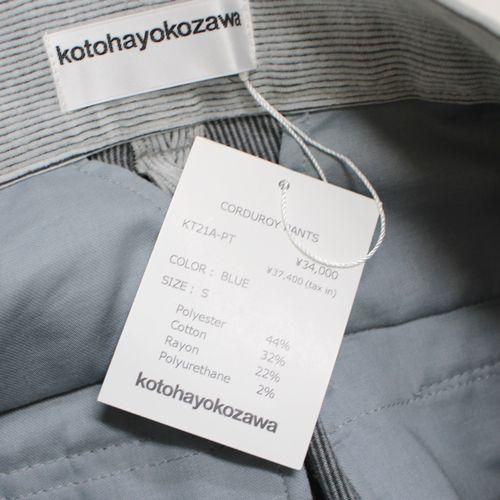 kotohayokozawa
CORDUROY PANTS
KT21A-PT
¥34,000
¥37,400 (tax in)
COLOR : BLUE
SIZE : S
Polyester 44%
Cotton 32%
Rayon 22%
Polyurethane 2%
kotohayokozawa